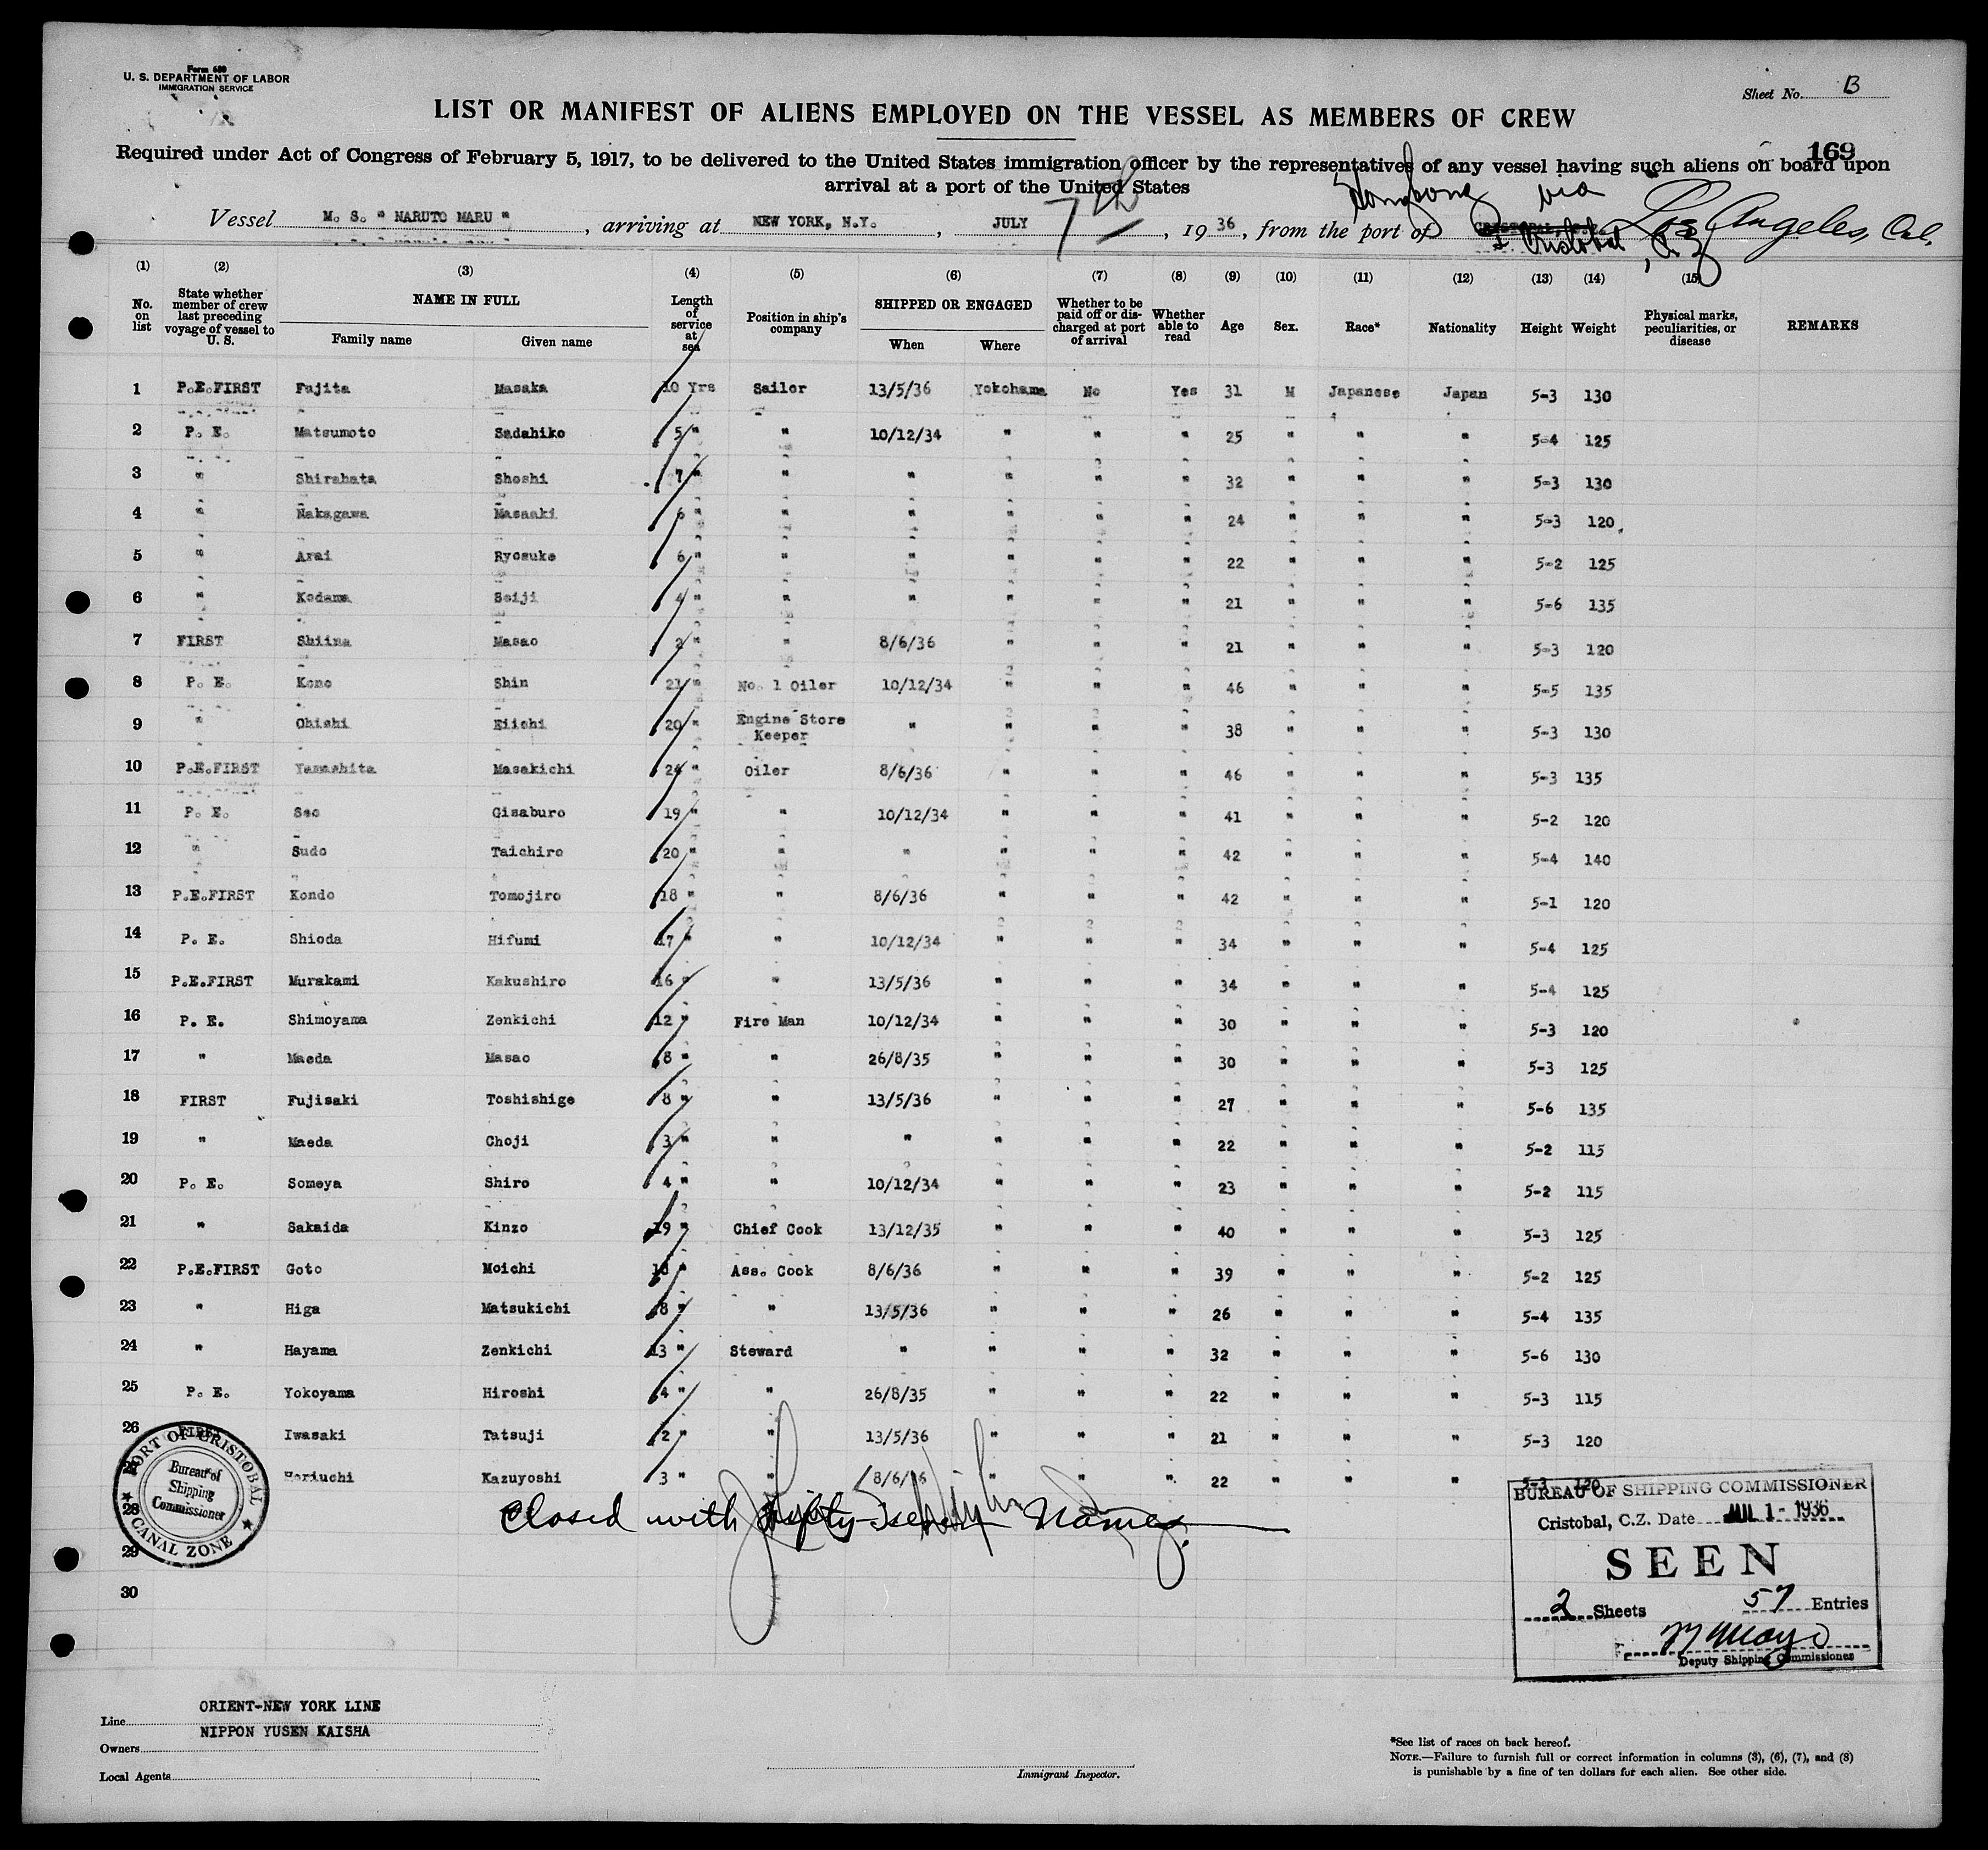 Form 680
U. S. DEPARTMENT OF LABOR
IMMIGRATION SERVICE
Sheet No. B
LIST OR MANIFEST OF ALIENS EMPLOYED ON THE VESSEL AS MEMBERS OF CREW
169
Required under Act of Congress of February 5, 1917, to be delivered to the United States immigration officer by the representatives of any vessel having such aliens on board upon
arrival at a port of the United States
Hongkong via
Vessel M. S. " NARUTO MARU ", arriving at NEW YORK, N.Y., JULY 7th, 1936, from the port of Los Angeles, Cal.
& Cristobal, C.Z
(1) (2) (3) (4) (5) (6) (7) (8) (9) (10) (11) (12) (13) (14) (15)
No. on list State whether member of crew last preceding voyage of vessel to U. S. NAME IN FULL Family name Given name Length of service at sea Position in ship's company SHIPPED OR ENGAGED When Where Whether to be paid off or discharged at port of arrival Whether able to read Age Sex. Race* Nationality Height Weight Physical marks, peculiarities, or disease REMARKS
1 P.E.FIRST Fujita Masaka 10 Yrs Sailor 13/5/36 Yokohama No Yes 31 M Japanese Japan 5-3 130
2 P. E. Matsumoto Sadahiko 5 " " 10/12/34 " " " 25 " " " 5-4 125
3 " Shirahata Shoshi 7 " " " " " " 32 " " " 5-3 130
4 " Nakagawa Masaaki 6 " " " " " " 24 " " " 5-3 120
5 " Arai Ryosuke 6 " " " " " " 22 " " " 5-2 125
6 " Kodama Seiji 4 " " " " " " 21 " " " 5-6 135
7 FIRST Shiina Masao 2 " " 8/6/36 " " " 21 " " " 5-3 120
8 P. E. Kono Shin 21 " No. 1 Oiler 10/12/34 " " " 46 " " " 5-5 135
9 " Ohishi Eiichi 20 " Engine Store Keeper " " " " 38 " " " 5-3 130
10 P.E.FIRST Yamashita Masakichi 24 " Oiler 8/6/36 " " " 46 " " " 5-3 135
11 P. E. Seo Gisaburo 19 " " 10/12/34 " " " 41 " " " 5-2 120
12 " Sudo Taichiro 20 " " " " " " 42 " " " 5-4 140
13 P.E.FIRST Kondo Tomojiro 18 " " 8/6/36 " " " 42 " " " 5-1 120
14 P. E. Shioda Hifumi 17 " " 10/12/34 " " " 34 " " " 5-4 125
15 P.E.FIRST Murakami Kakushiro 16 " " 13/5/36 " " " 34 " " " 5-4 125
16 P. E. Shimoyama Zenkichi 12 " Fire Man 10/12/34 " " " 30 " " " 5-3 120
17 " Maeda Masao 8 " " 26/8/35 " " " 30 " " " 5-3 125
18 FIRST Fujisaki Toshishige 8 " " 13/5/36 " " " 27 " " " 5-6 135
19 " Maeda Choji 3 " " " " " " 22 " " " 5-2 115
20 P. E. Someya Shiro 4 " " 10/12/34 " " " 23 " " " 5-2 115
21 " Sakaida Kinzo 19 " Chief Cook 13/12/35 " " " 40 " " " 5-3 125
22 P.E.FIRST Goto Moichi 18 " Ass. Cook 8/6/36 " " " 39 " " " 5-2 125
23 " Higa Matsukichi 8 " " 13/5/36 " " " 26 " " " 5-4 135
24 " Hayama Zenkichi 13 " Steward " " " " 32 " " " 5-6 130
25 P. E. Yokoyama Hiroshi 4 " " 26/8/35 " " " 22 " " " 5-3 115
26 FIRST Iwasaki Tatsuji 2 " " 13/5/36 " " " 21 " " " 5-3 120
27 Horiuchi Kazuyoshi 3 " " 8/6/36 " " " 22 " " " 5-3 120
28
29
30
Closed with fifty-seven Names.
PORT OF CRISTOBAL
Bureau of
Shipping
Commissioner
CANAL ZONE
BUREAU OF SHIPPING COMMISSIONER
Cristobal, C.Z. Date JUL 1 - 1936
SEEN
2 Sheets 57 Entries
Deputy Shipping Commissioner
Line ORIENT-NEW YORK LINE
Owners NIPPON YUSEN KAISHA
Local Agents
Immigrant Inspector.
*See list of races on back hereof.
NOTE.—Failure to furnish full or correct information in columns (3), (6), (7), and (8)
is punishable by a fine of ten dollars for each alien. See other side.